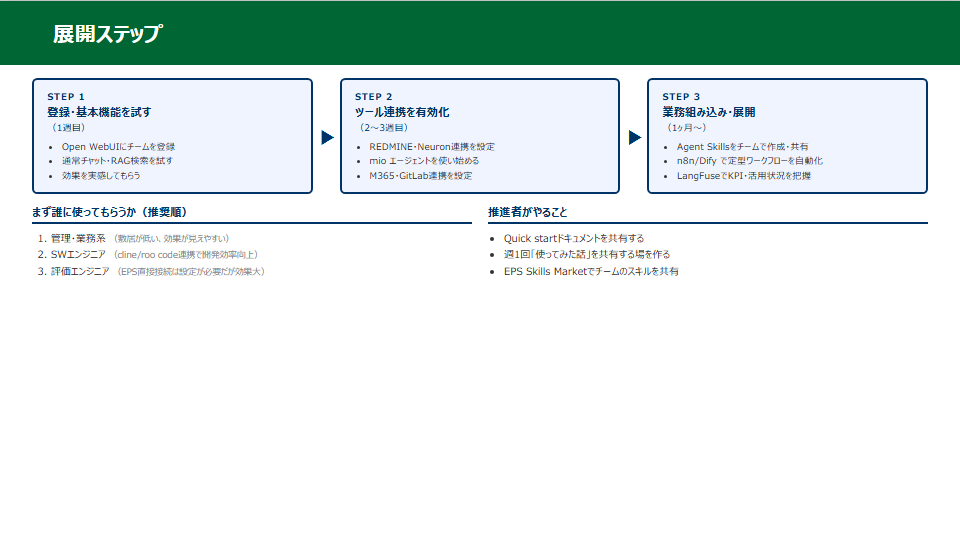 展開ステップ
STEP 1
登録・基本機能を試す
（1週目）
• Open WebUIにチームを登録
• 通常チャット・RAG検索を試す
• 効果を実感してもらう
STEP 2
ツール連携を有効化
（2～3週目）
• REDMINE・Neuron連携を設定
• mio エージェントを使い始める
• M365・GitLab連携を設定
STEP 3
業務組み込み・展開
（1ヶ月～）
• Agent Skillsをチームで作成・共有
• n8n/Dify で定型ワークフローを自動化
• LangFuseでKPI・活用状況を把握
まず誰に使ってもらうか（推奨順）
1. 管理・業務系 （敷居が低い、効果が見えやすい）
2. SWエンジニア （cline/roo code連携で開発効率向上）
3. 評価エンジニア （EPS直接接続は設定が必要だが効果大）
推進者がやること
• Quick startドキュメントを共有する
• 週1回「使ってみた話」を共有する場を作る
• EPS Skills Marketでチームのスキルを共有